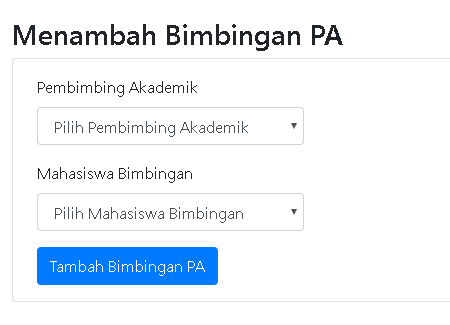 Menambah Bimbingan PA
Pembimbing Akademik
Pilih Pembimbing Akademik
Mahasiswa Bimbingan
Pilih Mahasiswa Bimbingan
Tambah Bimbingan PA